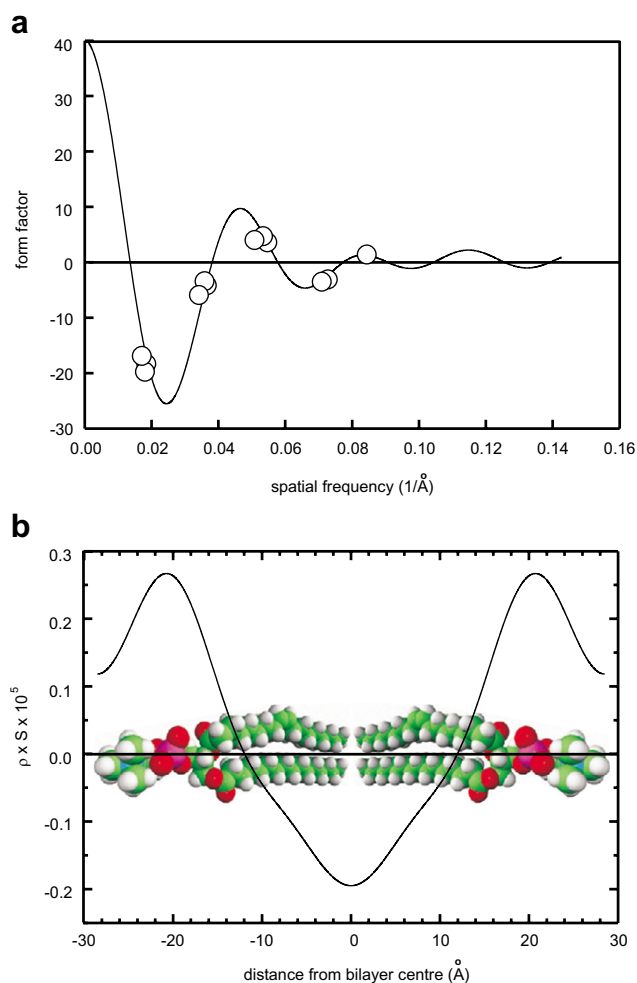 a
40
30
20
10
0
-10
-20
-30
form factor
0.00 0.02 0.04 0.06 0.08 0.10 0.12 0.14 0.16
spatial frequency (1/Å)
b
0.3
0.2
0.1
0.0
-0.1
-0.2
ρ x S x 10⁵
-30 -20 -10 0 10 20 30
distance from bilayer centre (Å)